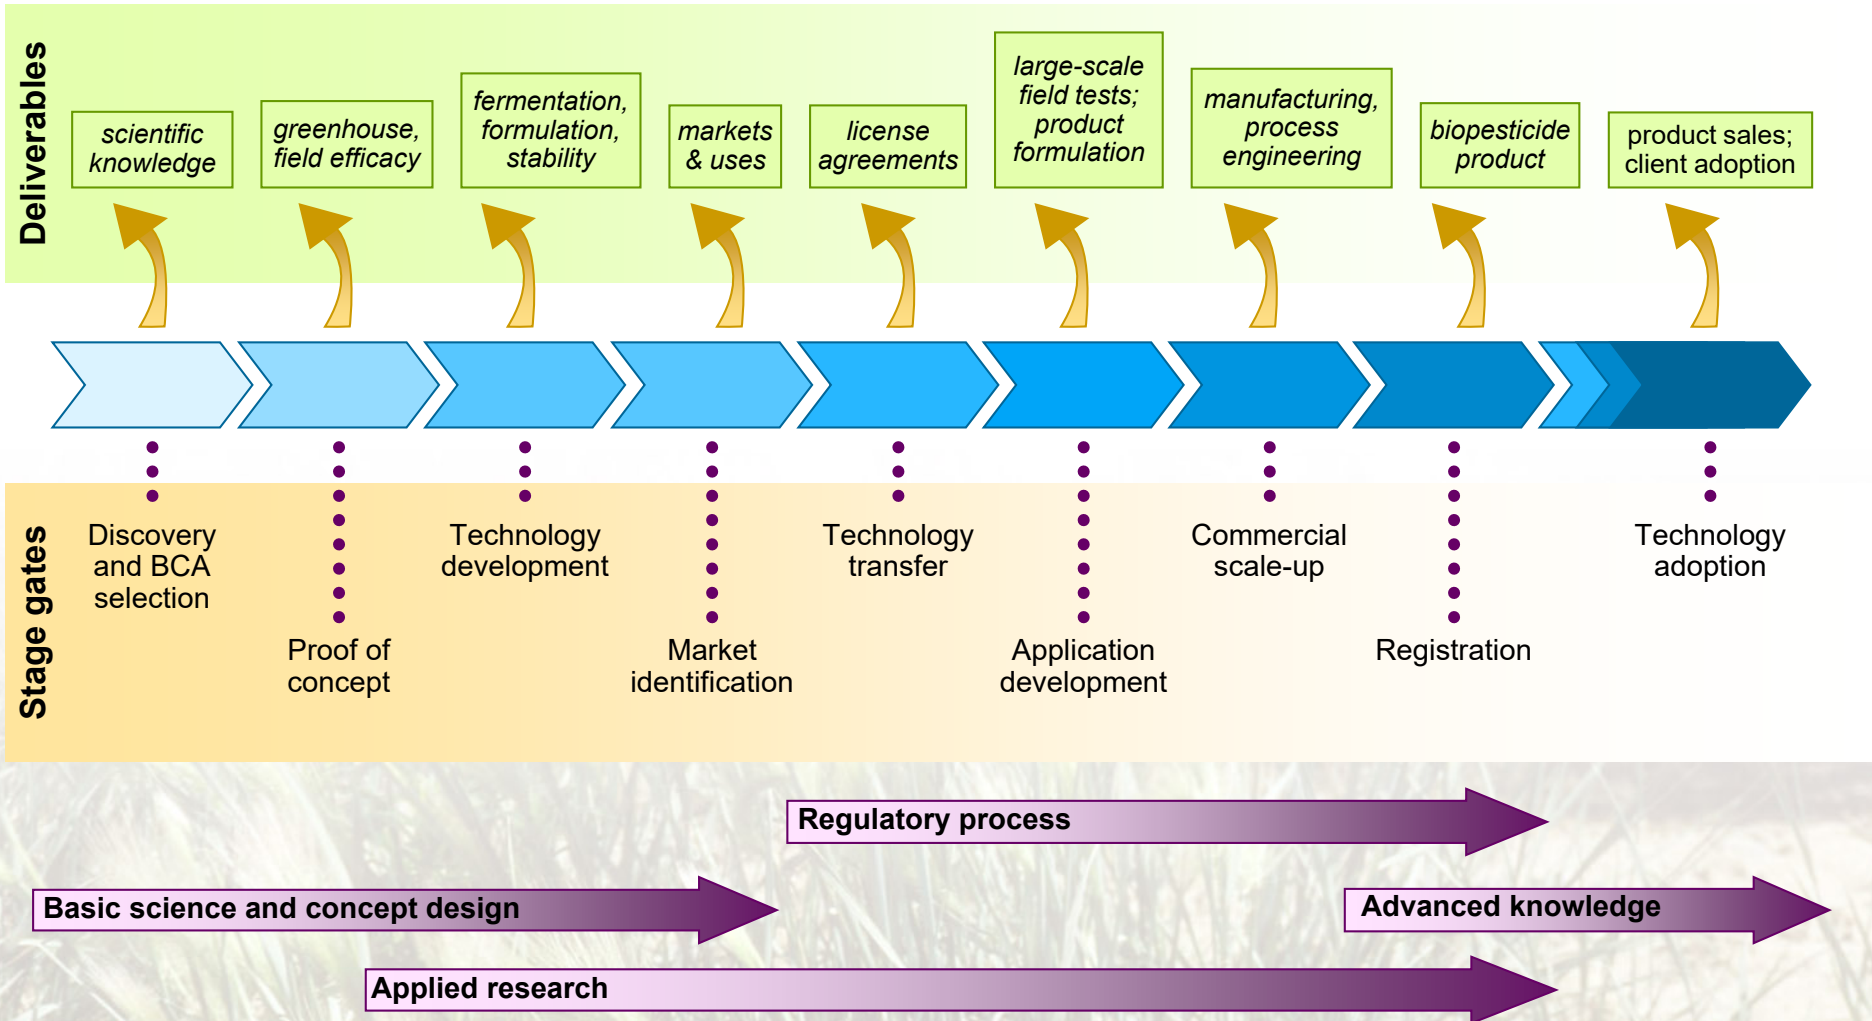 Deliverables
scientific
knowledge
greenhouse,
field efficacy
fermentation,
formulation,
stability
markets
& uses
license
agreements
large-scale
field tests;
product
formulation
manufacturing,
process
engineering
biopesticide
product
product sales;
client adoption
Stage gates
Discovery
and BCA
selection
Proof of
concept
Technology
development
Market
identification
Technology
transfer
Application
development
Commercial
scale-up
Registration
Technology
adoption
Regulatory process
Basic science and concept design
Advanced knowledge
Applied research